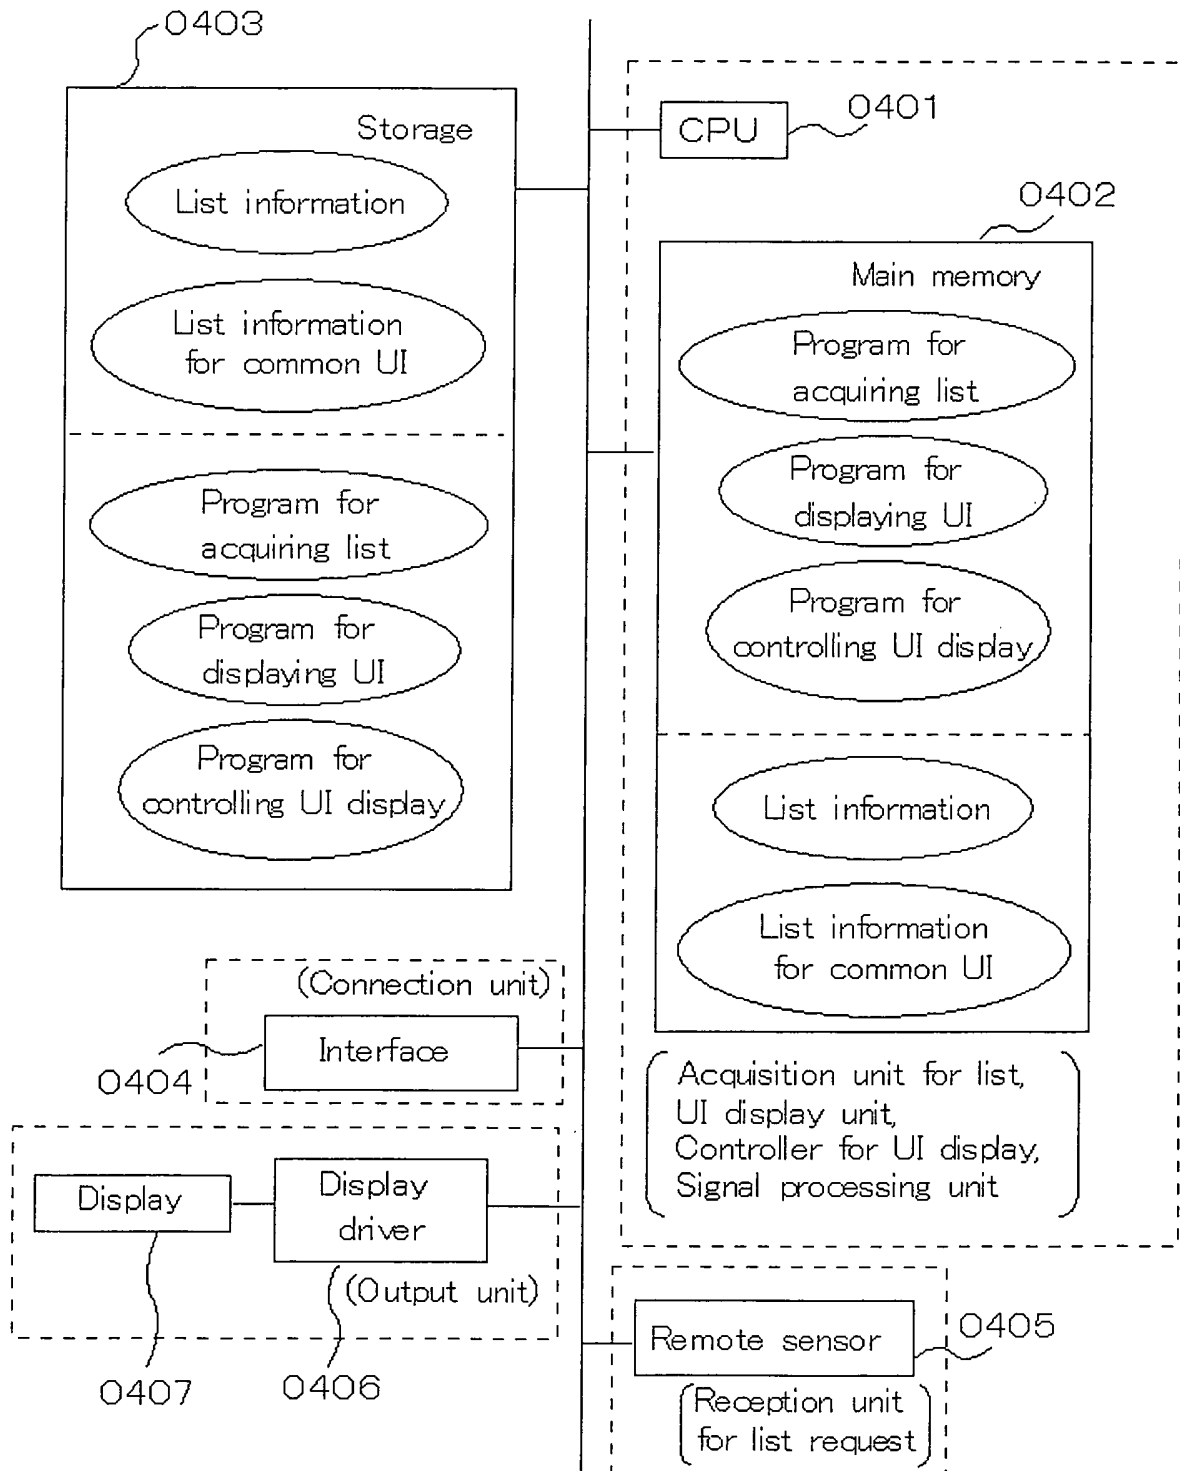 0403
Storage
List information
List information
for common UI
Program for
acquiring list
Program for
displaying UI
Program for
controlling UI display
CPU
0401
0402
Main memory
Program for
acquiring list
Program for
displaying UI
Program for
controlling UI display
List information
List information
for common UI
Acquisition unit for list,
UI display unit,
Controller for UI display,
Signal processing unit
(Connection unit)
Interface
0404
Display
Display
driver
(Output unit)
0407
0406
Remote sensor
0405
Reception unit
for list request